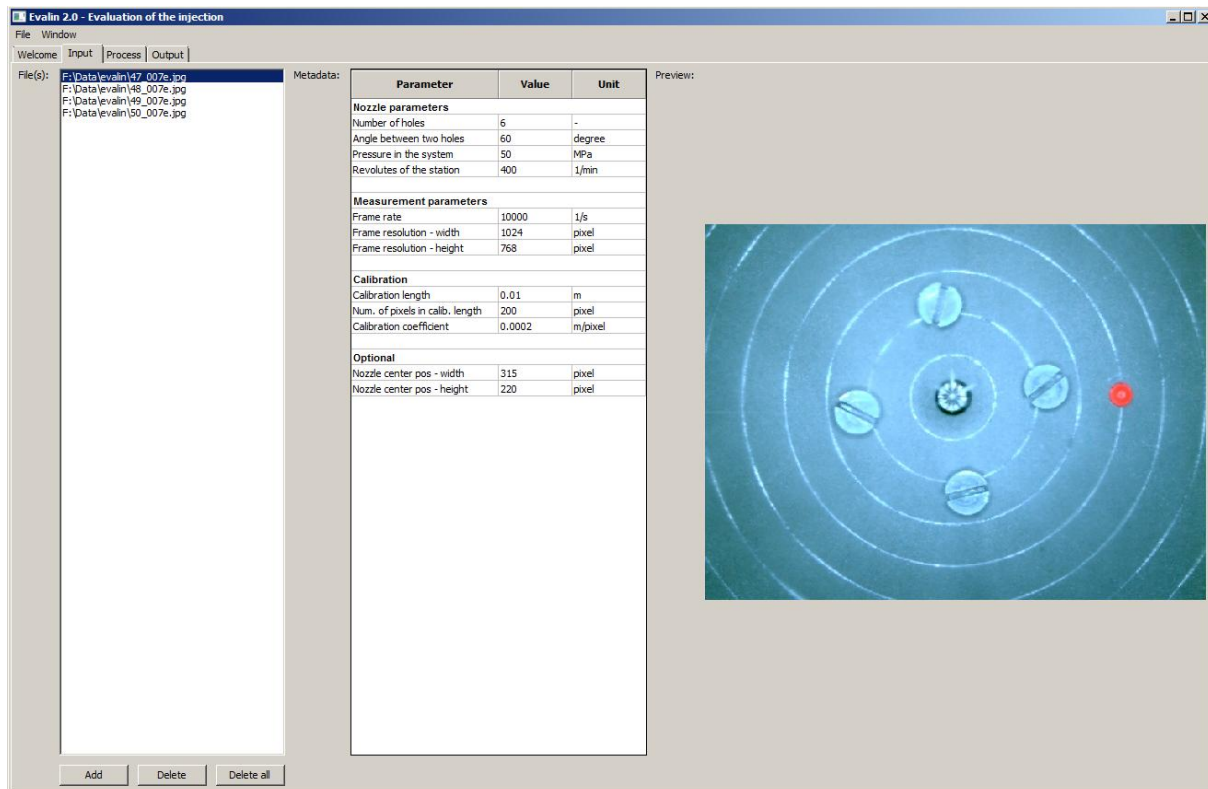 Evalin 2.0 - Evaluation of the injection
File Window
Welcome Input Process Output
File(s):
F:\Data\evalin\47_007e.jpg
F:\Data\evalin\48_007e.jpg
F:\Data\evalin\49_007e.jpg
F:\Data\evalin\50_007e.jpg
Add Delete Delete all
Metadata:
Parameter Value Unit
Nozzle parameters
Number of holes 6 -
Angle between two holes 60 degree
Pressure in the system 50 MPa
Revolutes of the station 400 1/min
Measurement parameters
Frame rate 10000 1/s
Frame resolution - width 1024 pixel
Frame resolution - height 768 pixel
Calibration
Calibration length 0.01 m
Num. of pixels in calib. length 200 pixel
Calibration coefficient 0.0002 m/pixel
Optional
Nozzle center pos - width 315 pixel
Nozzle center pos - height 220 pixel
Preview: